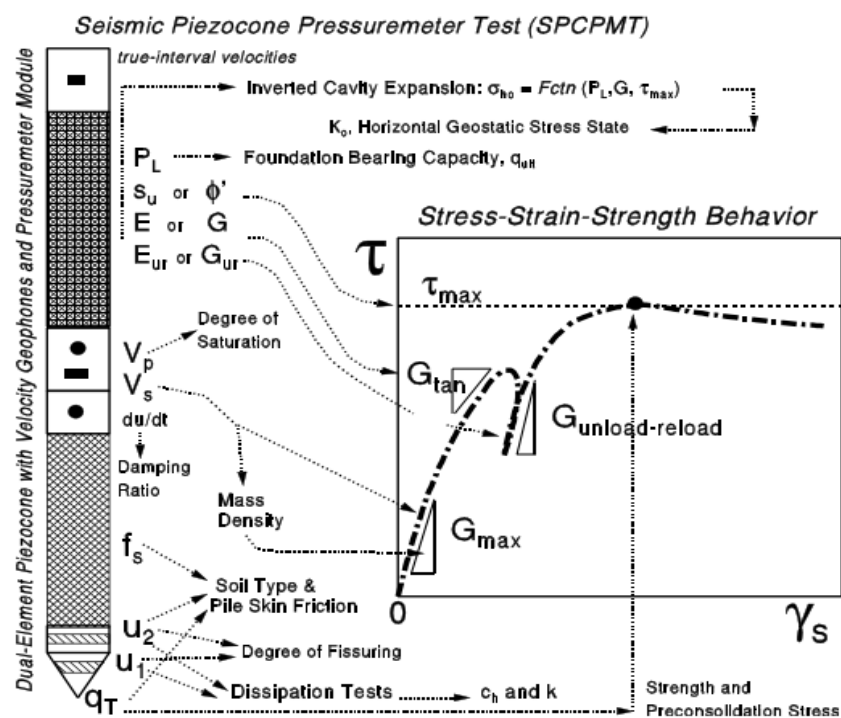 Seismic Piezocone Pressuremeter Test (SPCPMT)
Dual-Element Piezocone with Velocity Geophones and Pressuremeter Module
true-interval velocities
Inverted Cavity Expansion: σho = Fctn (PL,G, τmax)
Ko, Horizontal Geostatic Stress State
PL
Foundation Bearing Capacity, qult
su or ϕ'
E or G
Eur or Gur
Stress-Strain-Strength Behavior
τ
τmax
Degree of
Saturation
Vp
Vs
Gtan
Gunload-reload
du/dt
Damping
Ratio
Mass
Density
Gmax
fs
Soil Type &
Pile Skin Friction
0
γs
u2
Degree of Fissuring
u1
Dissipation Tests
ch and k
qT
Strength and
Preconsolidation Stress